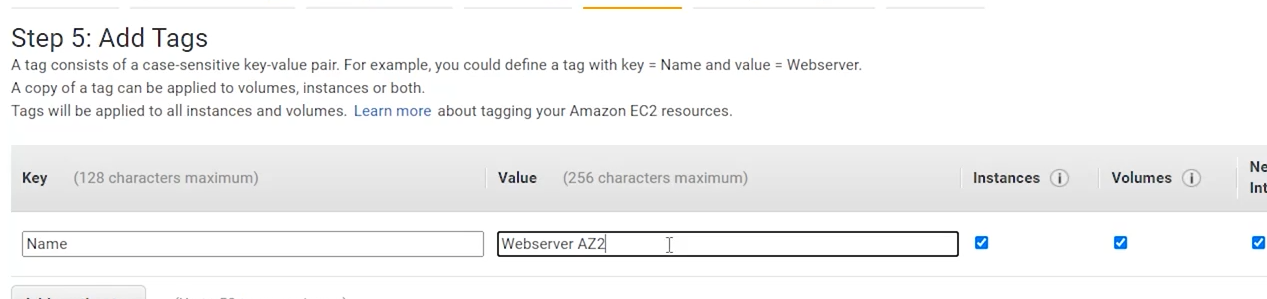 Step 5: Add Tags
A tag consists of a case-sensitive key-value pair. For example, you could define a tag with key = Name and value = Webserver.
A copy of a tag can be applied to volumes, instances or both.
Tags will be applied to all instances and volumes. Learn more about tagging your Amazon EC2 resources.
Key (128 characters maximum) Value (256 characters maximum) Instances i Volumes i
Name Webserver AZ2